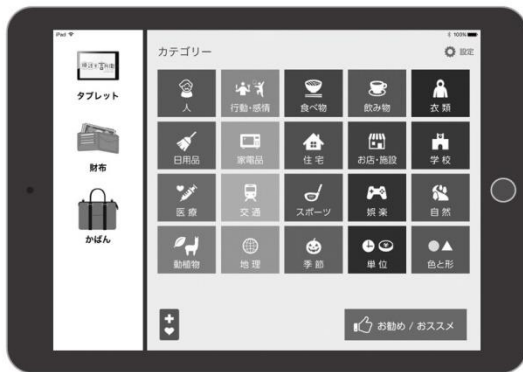 iPad
100%
タブレット
財布
かばん
カテゴリー
設定
人
行動・感情
食べ物
飲み物
衣類
日用品
家電品
住宅
お店・施設
学校
医療
交通
スポーツ
娯楽
自然
動植物
地理
季節
単位
色と形
お勧め / おススメ